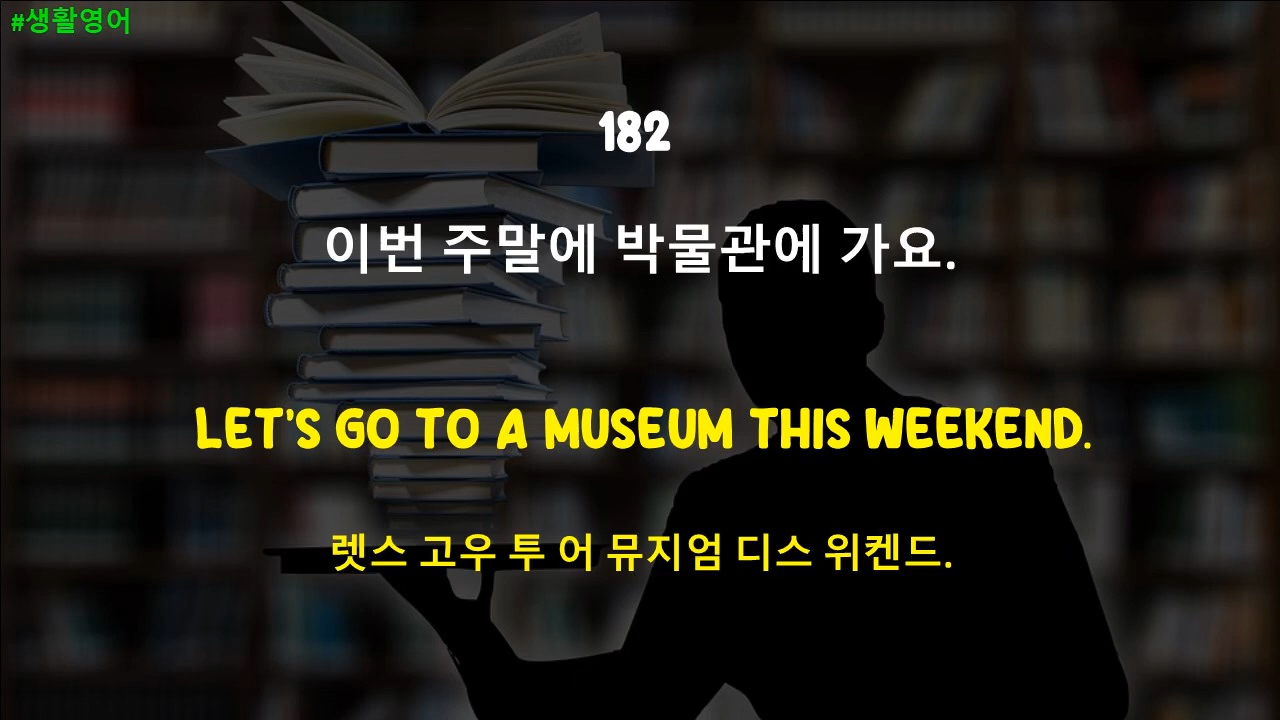 #생활영어
182
이번 주말에 박물관에 가요.
LET'S GO TO A MUSEUM THIS WEEKEND.
렛스 고우 투 어 뮤지엄 디스 위켄드.